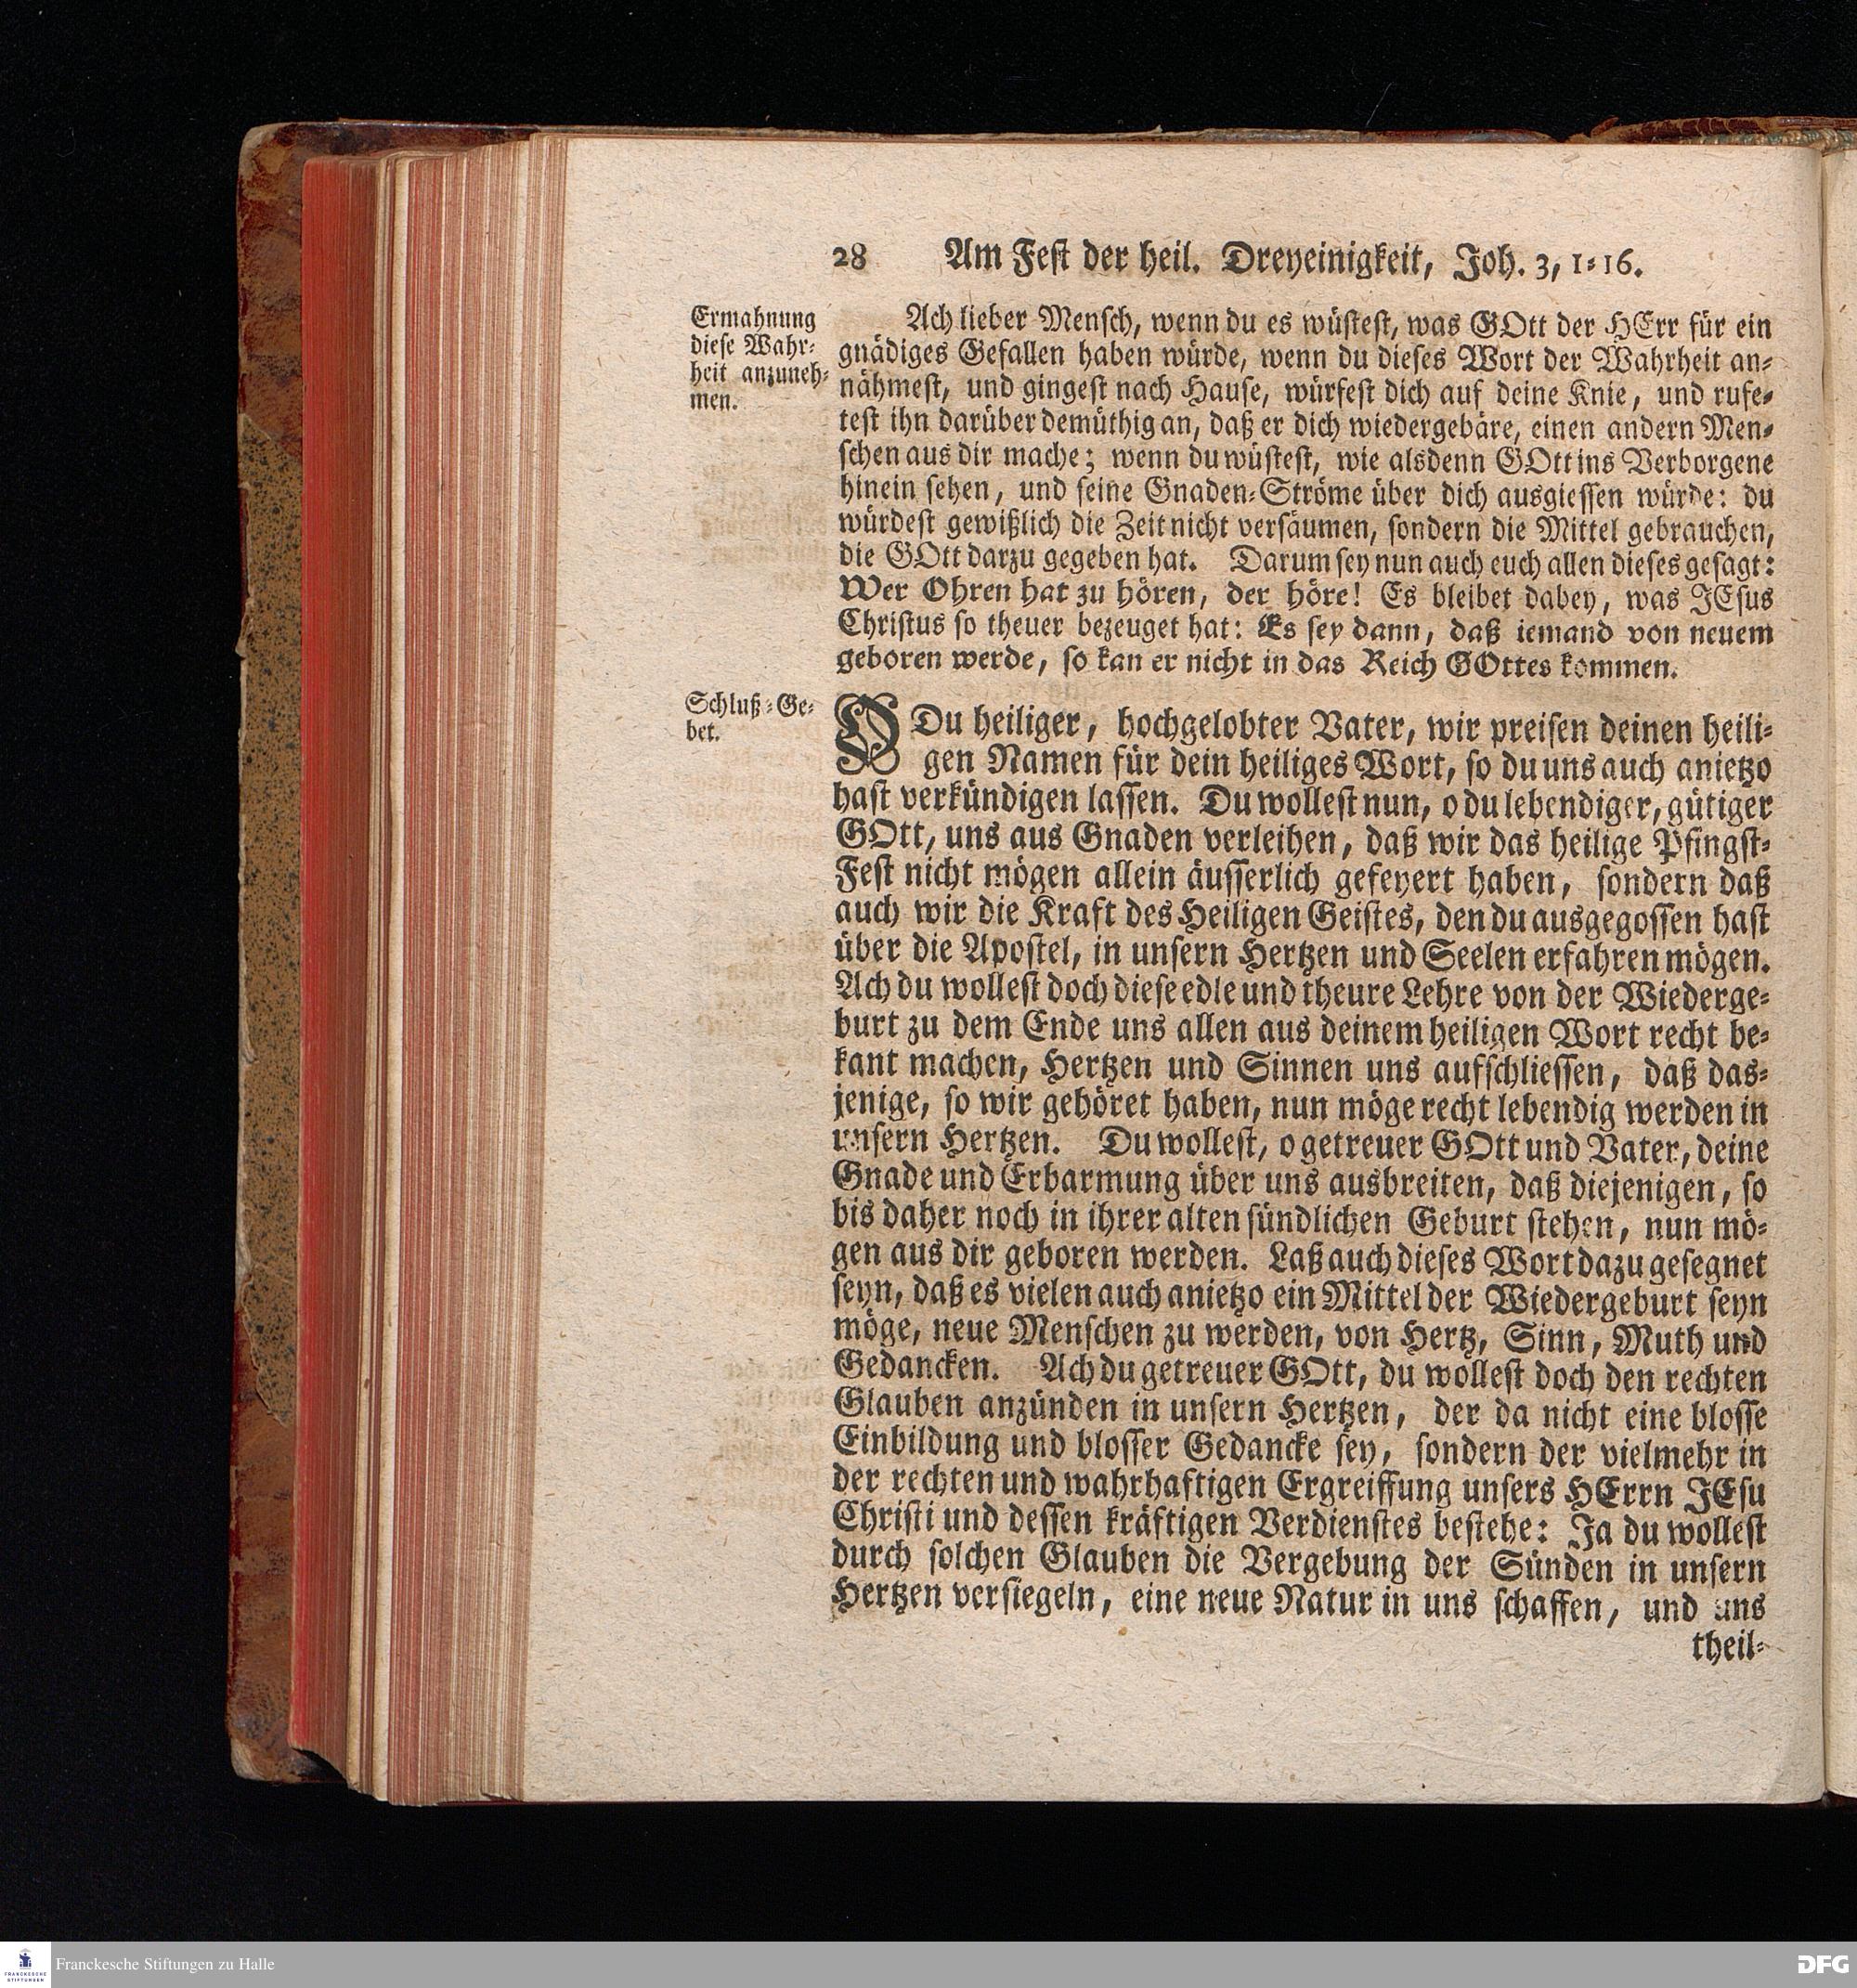 28 Am Fest der heil. Dreyeinigkeit, Joh. 3, 1-16.
Ermahnung
diese Wahr-
heit anzuneh-
men.
Ach lieber Mensch, wenn du es wüstest, was GOtt der HErr für ein
gnädiges Gefallen haben würde, wenn du dieses Wort der Wahrheit an-
nähmest, und gingest nach Hause, würfest dich auf deine Knie, und rufe-
test ihn darüber demüthig an, daß er dich wiedergebäre, einen andern Men-
schen aus dir mache; wenn du wüstest, wie alsdenn GOtt ins Verborgene
hinein sehen, und seine Gnaden-Ströme über dich ausgiessen würde: du
würdest gewißlich die Zeit nicht versäumen, sondern die Mittel gebrauchen,
die GOtt darzu gegeben hat. Darum sey nun auch euch allen dieses gesagt:
Wer Ohren hat zu hören, der höre! Es bleibet dabey, was JEsus
Christus so theuer bezeuget hat: Es sey dann, daß iemand von neuem
geboren werde, so kan er nicht in das Reich GOttes kommen.
Schluß-Ge-
bet.
O Du heiliger, hochgelobter Vater, wir preisen deinen heili-
gen Namen für dein heiliges Wort, so du uns auch anietzo
hast verkündigen lassen. Du wollest nun, o du lebendiger, gütiger
GOtt, uns aus Gnaden verleihen, daß wir das heilige Pfingst-
Fest nicht mögen allein äusserlich gefeyert haben, sondern daß
auch wir die Kraft des Heiligen Geistes, den du ausgegossen hast
über die Apostel, in unsern Hertzen und Seelen erfahren mögen.
Ach du wollest doch diese edle und theure Lehre von der Wiederge-
burt zu dem Ende uns allen aus deinem heiligen Wort recht be-
kant machen, Hertzen und Sinnen uns aufschliessen, daß das-
jenige, so wir gehöret haben, nun möge recht lebendig werden in
unsern Hertzen. Du wollest, o getreuer GOtt und Vater, deine
Gnade und Erbarmung über uns ausbreiten, daß diejenigen, so
bis daher noch in ihrer alten sündlichen Geburt stehen, nun mö-
gen aus dir geboren werden. Laß auch dieses Wort dazu gesegnet
seyn, daß es vielen auch anietzo ein Mittel der Wiedergeburt seyn
möge, neue Menschen zu werden, von Hertz, Sinn, Muth und
Gedancken. Ach du getreuer GOtt, du wollest doch den rechten
Glauben anzünden in unsern Hertzen, der da nicht eine blosse
Einbildung und blosser Gedancke sey, sondern der vielmehr in
der rechten und wahrhaftigen Ergreiffung unsers HErrn JEsu
Christi und dessen kräftigen Verdienstes bestehe: Ja du wollest
durch solchen Glauben die Vergebung der Sünden in unsern
Hertzen versiegeln, eine neue Natur in uns schaffen, und uns
theil-
FRANCKESCHE
STIFTUNGEN
Franckesche Stiftungen zu Halle
DFG